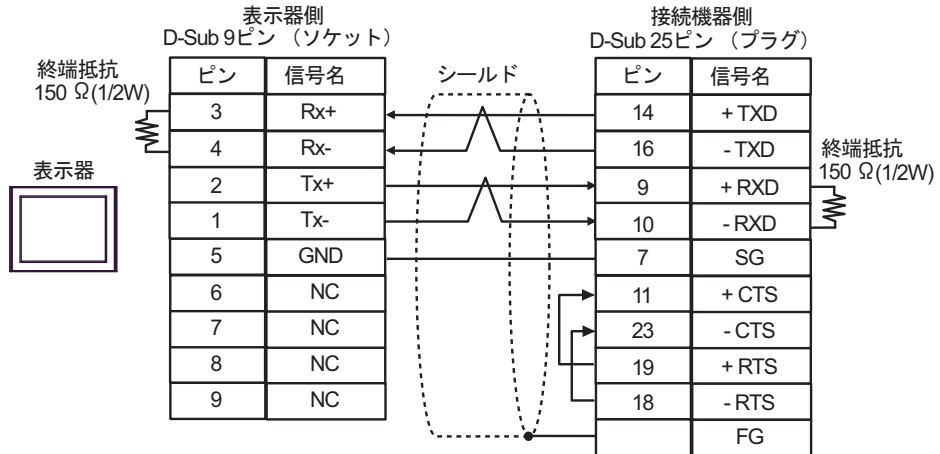 表示器側
D-Sub 9ピン （ソケット）
接続機器側
D-Sub 25ピン （プラグ）
終端抵抗
150 Ω(1/2W)
シールド
ピン 信号名
3 Rx+
4 Rx-
2 Tx+
1 Tx-
5 GND
6 NC
7 NC
8 NC
9 NC
表示器
ピン 信号名
14 + TXD
16 - TXD
9 + RXD
10 - RXD
7 SG
11 + CTS
23 - CTS
19 + RTS
18 - RTS
FG
終端抵抗
150 Ω(1/2W)